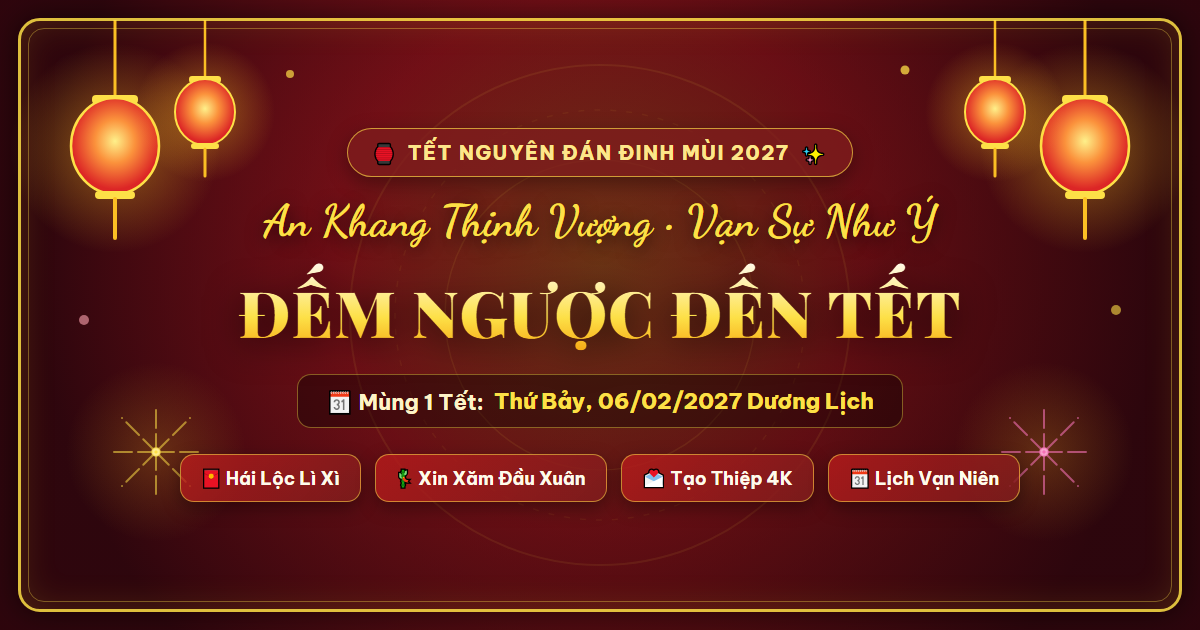 TẾT NGUYÊN ĐÁN ĐINH MÙI 2027
An Khang Thịnh Vượng · Vạn Sự Như Ý
ĐẾM NGƯỢC ĐẾN TẾT
31 Mùng 1 Tết: Thứ Bảy, 06/02/2027 Dương Lịch
Hái Lộc Lì Xì
Xin Xăm Đầu Xuân
Tạo Thiệp 4K
31 Lịch Vạn Niên